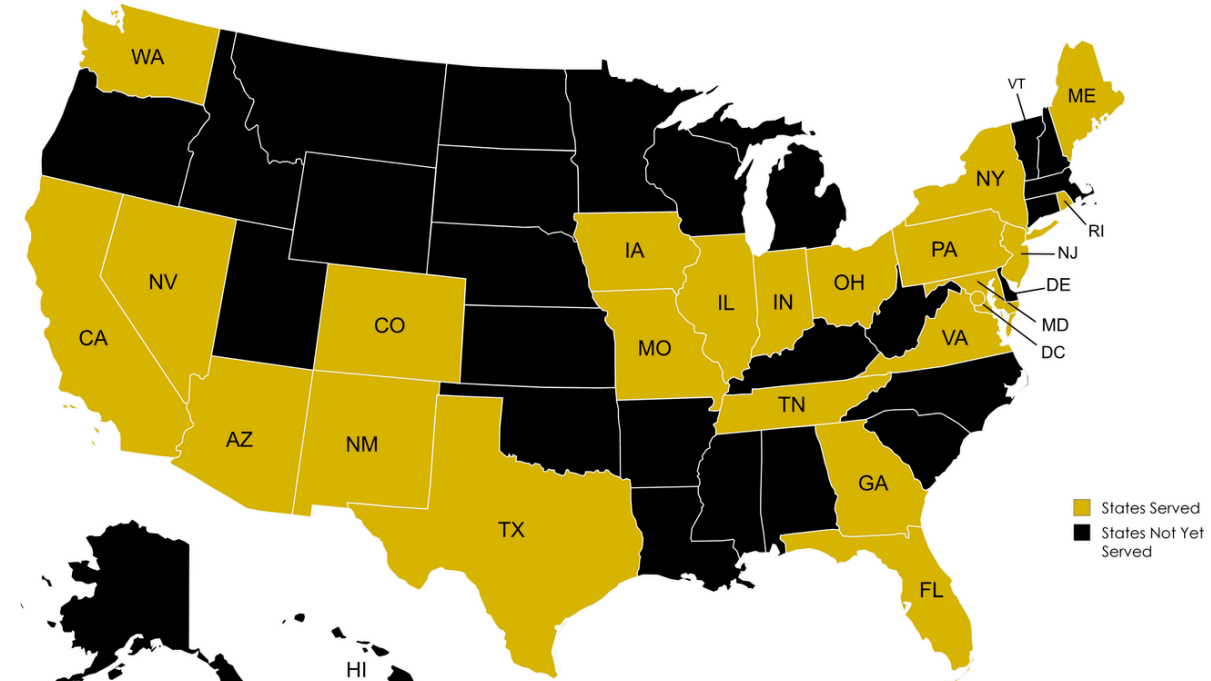 WA
VT
ME
NY
RI
IA
PA
NJ
NV
OH
IL
IN
DE
CO
MD
CA
MO
VA
DC
TN
AZ
NM
GA
TX
States Served
States Not Yet
Served
FL
HI